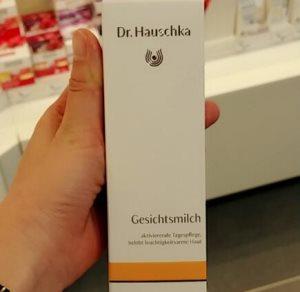 Dr. Hauschka
Gesichtsmilch
aktivierende Tagespflege,
belebt feuchtigkeitsarme Haut